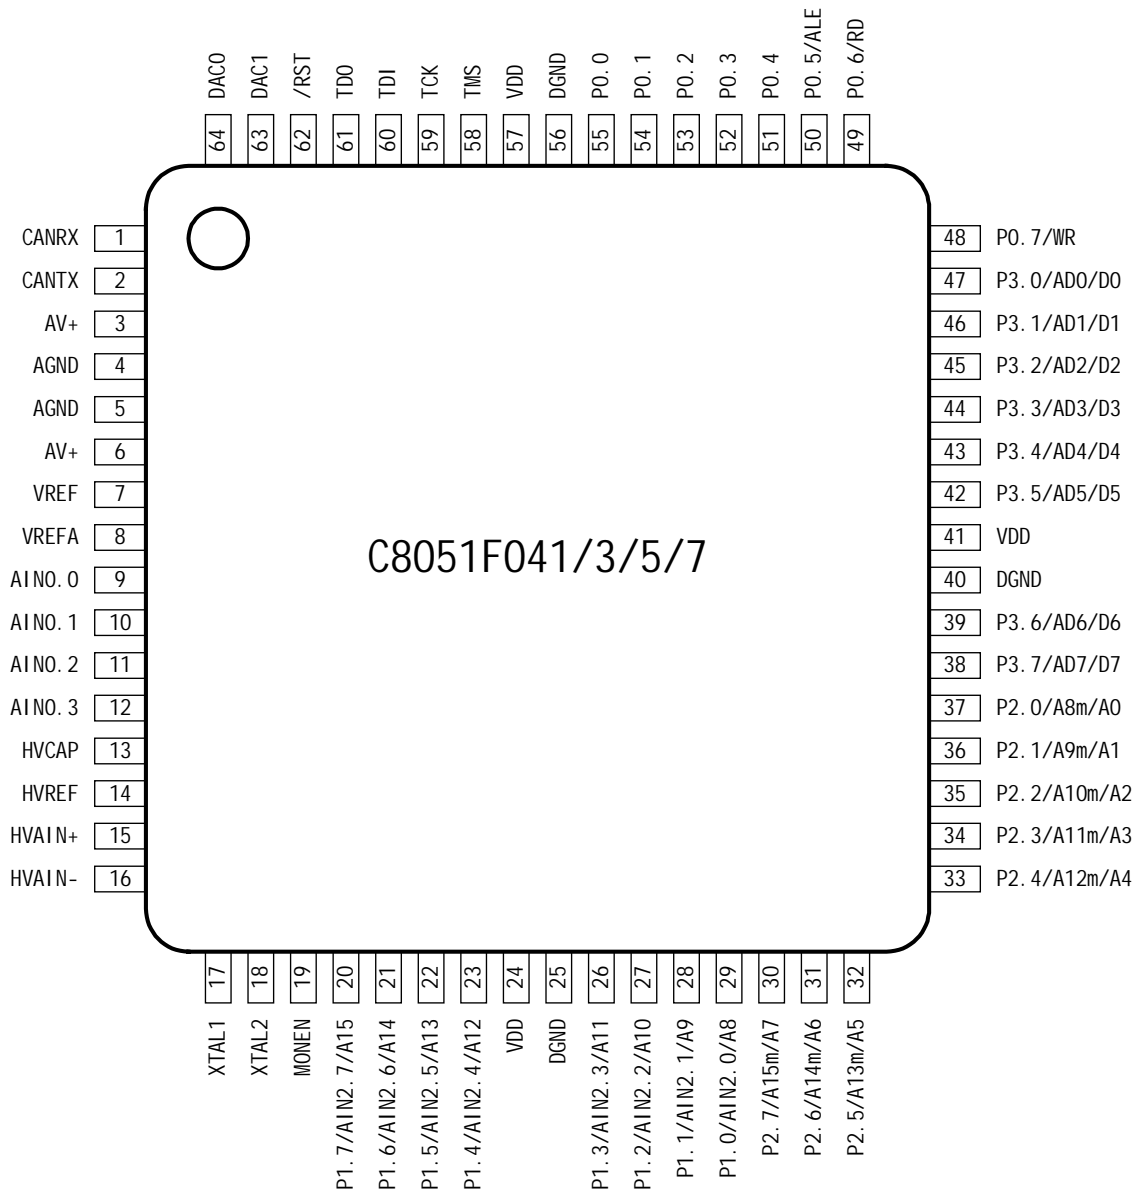 DAC0
DAC1
/RST
TDO
TDI
TCK
TMS
VDD
DGND
P0.0
P0.1
P0.2
P0.3
P0.4
P0.5/ALE
P0.6/RD
64
63
62
61
60
59
58
57
56
55
54
53
52
51
50
49
CANRX 1
CANTX 2
AV+ 3
AGND 4
AGND 5
AV+ 6
VREF 7
VREFA 8
AIN0.0 9
AIN0.1 10
AIN0.2 11
AIN0.3 12
HVCAP 13
HVREF 14
HVAIN+ 15
HVAIN- 16
C8051F041/3/5/7
48 P0.7/WR
47 P3.0/AD0/D0
46 P3.1/AD1/D1
45 P3.2/AD2/D2
44 P3.3/AD3/D3
43 P3.4/AD4/D4
42 P3.5/AD5/D5
41 VDD
40 DGND
39 P3.6/AD6/D6
38 P3.7/AD7/D7
37 P2.0/A8m/A0
36 P2.1/A9m/A1
35 P2.2/A10m/A2
34 P2.3/A11m/A3
33 P2.4/A12m/A4
17
18
19
20
21
22
23
24
25
26
27
28
29
30
31
32
XTAL1
XTAL2
MONEN
P1.7/AIN2.7/A15
P1.6/AIN2.6/A14
P1.5/AIN2.5/A13
P1.4/AIN2.4/A12
VDD
DGND
P1.3/AIN2.3/A11
P1.2/AIN2.2/A10
P1.1/AIN2.1/A9
P1.0/AIN2.0/A8
P2.7/A15m/A7
P2.6/A14m/A6
P2.5/A13m/A5